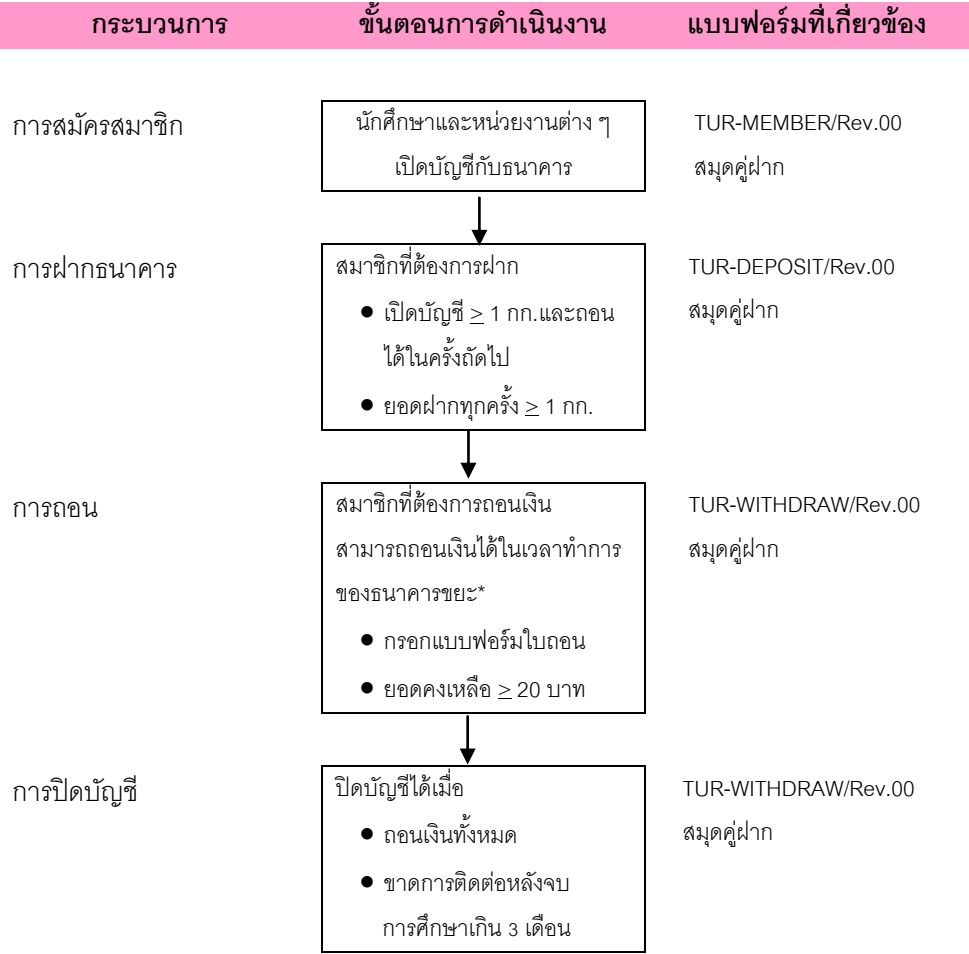 กระบวนการ ขั้นตอนการดำเนินงาน แบบฟอร์มที่เกี่ยวข้อง
การสมัครสมาชิก
นักศึกษาและหน่วยงานต่าง ๆ
เปิดบัญชีกับธนาคาร
TUR-MEMBER/Rev.00
สมุดคู่ฝาก
การฝากธนาคาร
สมาชิกที่ต้องการฝาก
● เปิดบัญชี ≥ 1 กก.และถอน
ได้ในครั้งถัดไป
● ยอดฝากทุกครั้ง ≥ 1 กก.
TUR-DEPOSIT/Rev.00
สมุดคู่ฝาก
การถอน
สมาชิกที่ต้องการถอนเงิน
สามารถถอนเงินได้ในเวลาทำการ
ของธนาคารขยะ*
● กรอกแบบฟอร์มใบถอน
● ยอดคงเหลือ ≥ 20 บาท
TUR-WITHDRAW/Rev.00
สมุดคู่ฝาก
การปิดบัญชี
ปิดบัญชีได้เมื่อ
● ถอนเงินทั้งหมด
● ขาดการติดต่อหลังจบ
การศึกษาเกิน 3 เดือน
TUR-WITHDRAW/Rev.00
สมุดคู่ฝาก